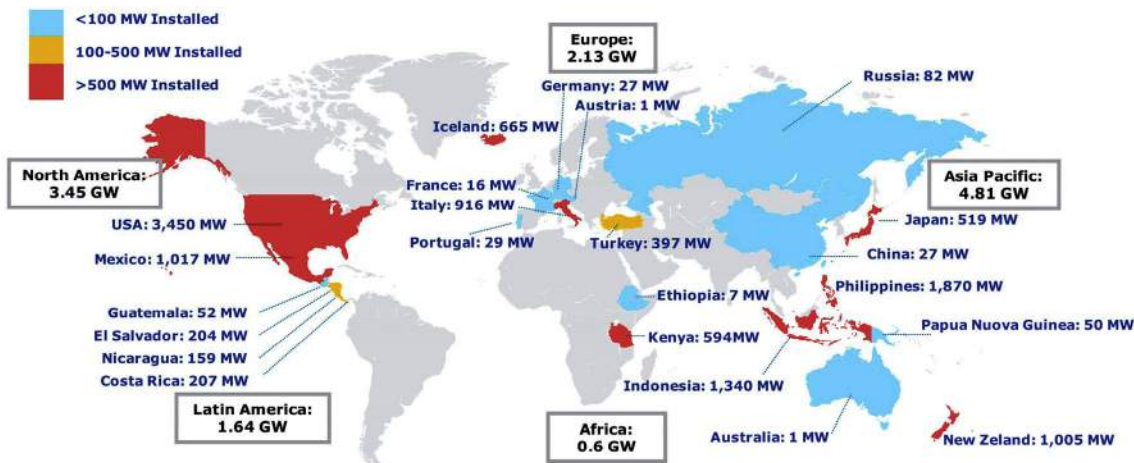 <100 MW Installed
100-500 MW Installed
>500 MW Installed
Europe:
2.13 GW
Germany: 27 MW
Austria: 1 MW
Russia: 82 MW
Iceland: 665 MW
North America:
3.45 GW
France: 16 MW
Italy: 916 MW
Portugal: 29 MW
Turkey: 397 MW
Asia Pacific:
4.81 GW
Japan: 519 MW
China: 27 MW
USA: 3,450 MW
Mexico: 1,017 MW
Guatemala: 52 MW
El Salvador: 204 MW
Nicaragua: 159 MW
Costa Rica: 207 MW
Latin America:
1.64 GW
Ethiopia: 7 MW
Kenya: 594MW
Africa:
0.6 GW
Philippines: 1,870 MW
Papua Nuova Guinea: 50 MW
Indonesia: 1,340 MW
Australia: 1 MW
New Zeland: 1,005 MW